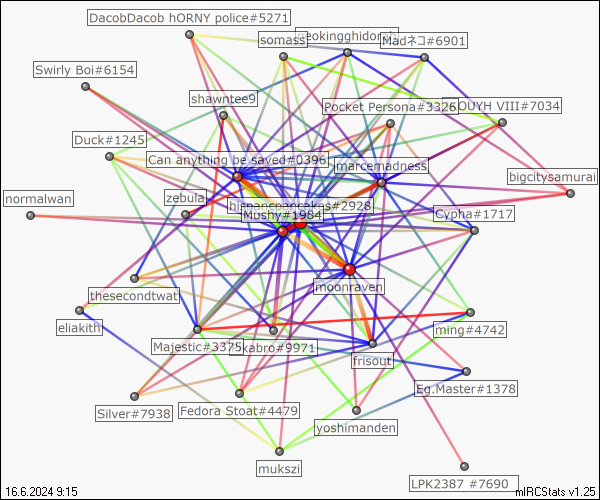 DacobDacob hORNY police#5271
somass
eokingghidor
Madネコ#6901
Swirly Boi#6154
shawntee9
Pocket Persona#3326
OUYH VIII#7034
Duck#1245
Can anything be saved#0396
marcemadness
bigcitysamurai
normalwan
zebula
hispanicpancakes#2928
Mushy#1984
Cypha#1717
moonraven
thesecondtwat
eliakith
ming#4742
Majestic#3375
kabro#9971
frisout
Eg.Master#1378
Silver#7938
Fedora Stoat#4479
yoshimanden
mukszi
LPK2387 #7690
16.6.2024 9:15
mIRCStats v1.25